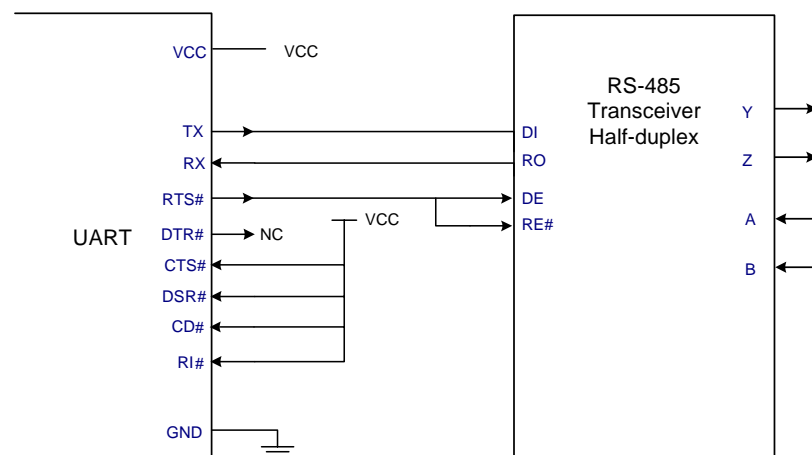 VCC VCC
RS-485
Transceiver
Half-duplex
Y
TX DI
RX RO
Z
RTS# DE
VCC
RE#
A
UART
DTR# NC
CTS#
B
DSR#
CD#
RI#
GND